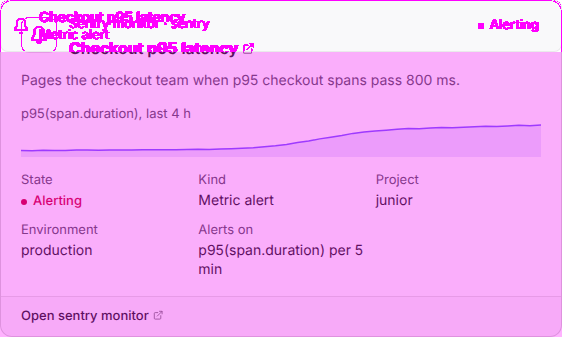 Checkout p95 latency
Sentry monitor · sentry
Metric alert
Alerting
Checkout p95 latency
Pages the checkout team when p95 checkout spans pass 800 ms.
p95(span.duration), last 4 h
State
Kind
Project
Alerting
Metric alert
junior
Environment
Alerts on
production
p95(span.duration) per 5
min
Open sentry monitor